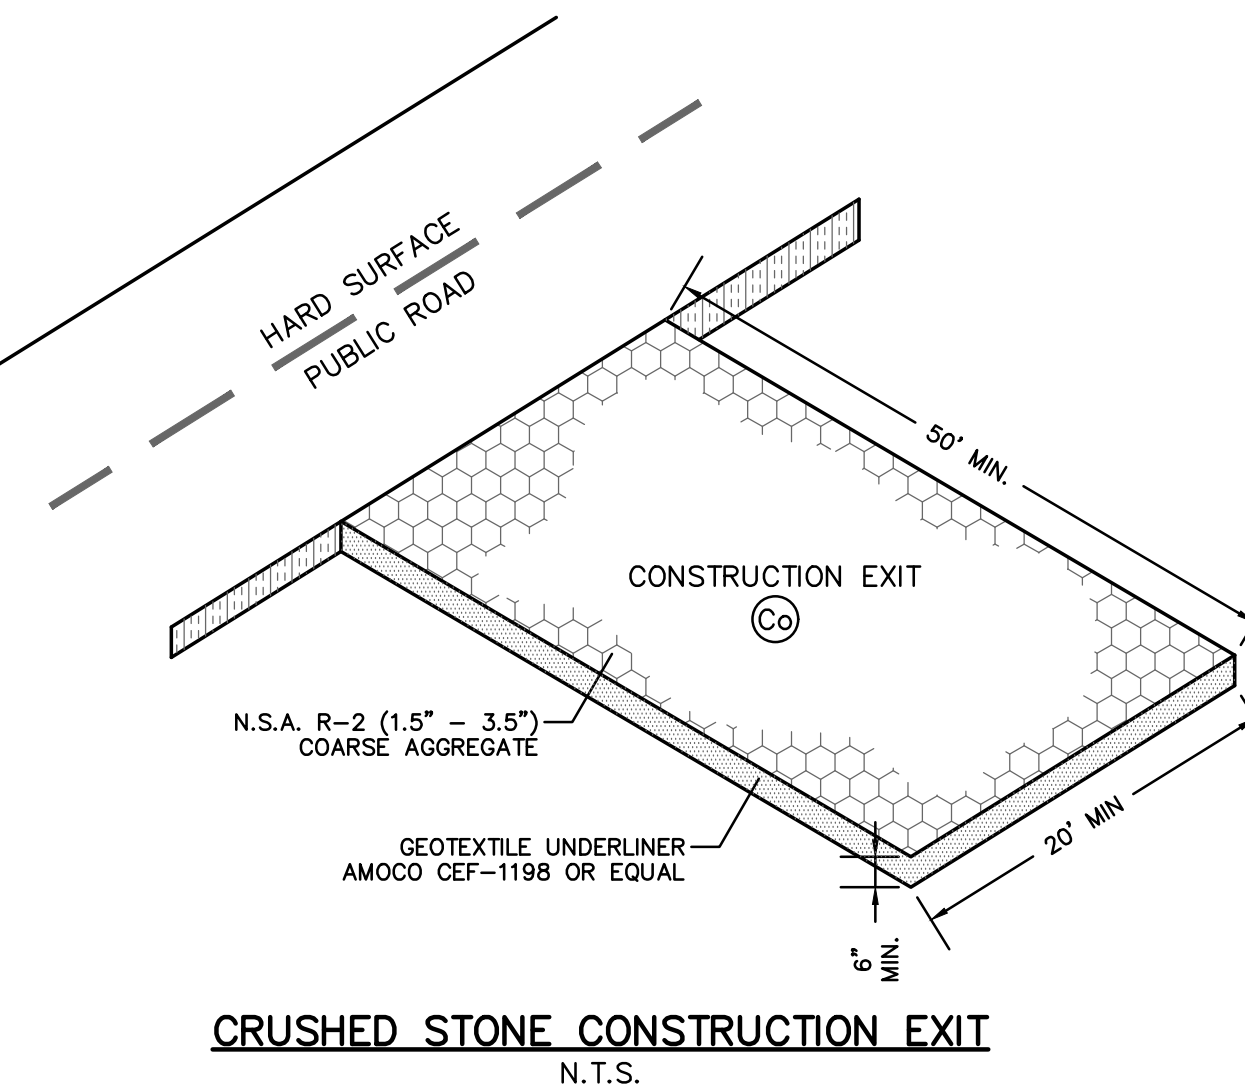 HARD SURFACE
PUBLIC ROAD
50' MIN.
CONSTRUCTION EXIT
Co
N.S.A. R-2 (1.5" - 3.5")
COARSE AGGREGATE
GEOTEXTILE UNDERLINER
AMOCO CEF-1198 OR EQUAL
20' MIN
6"
MIN.
CRUSHED STONE CONSTRUCTION EXIT
N.T.S.